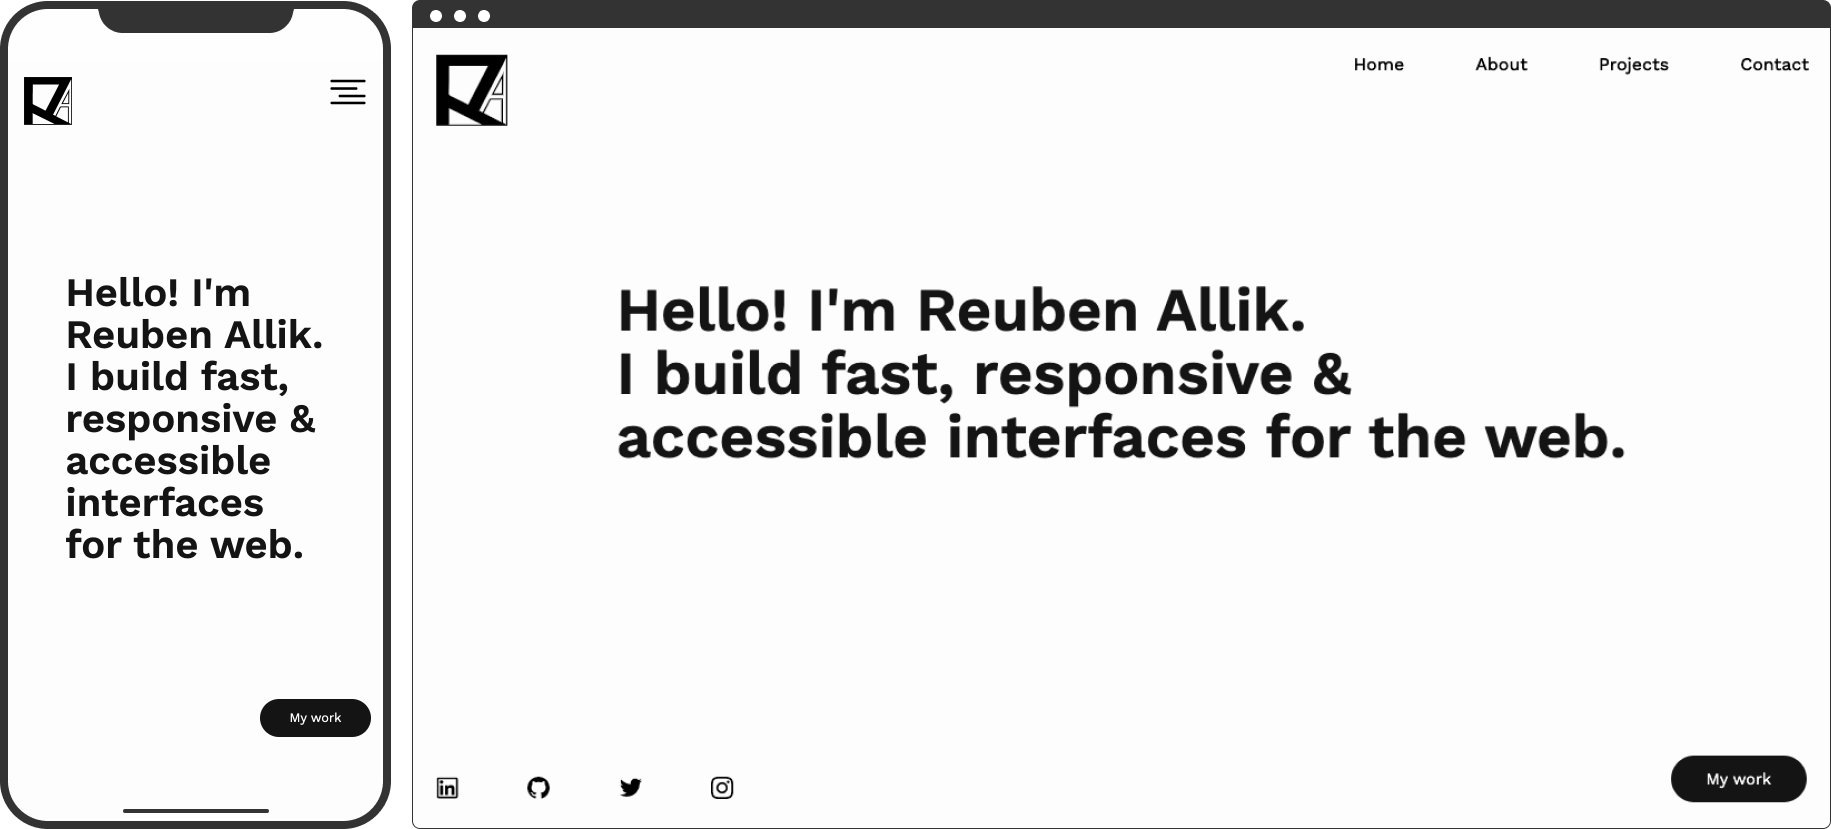 Hello! I'm
Reuben Allik.
I build fast,
responsive &
accessible
interfaces
for the web.
My work
Home About Projects Contact
Hello! I'm Reuben Allik.
I build fast, responsive &
accessible interfaces for the web.
in
My work